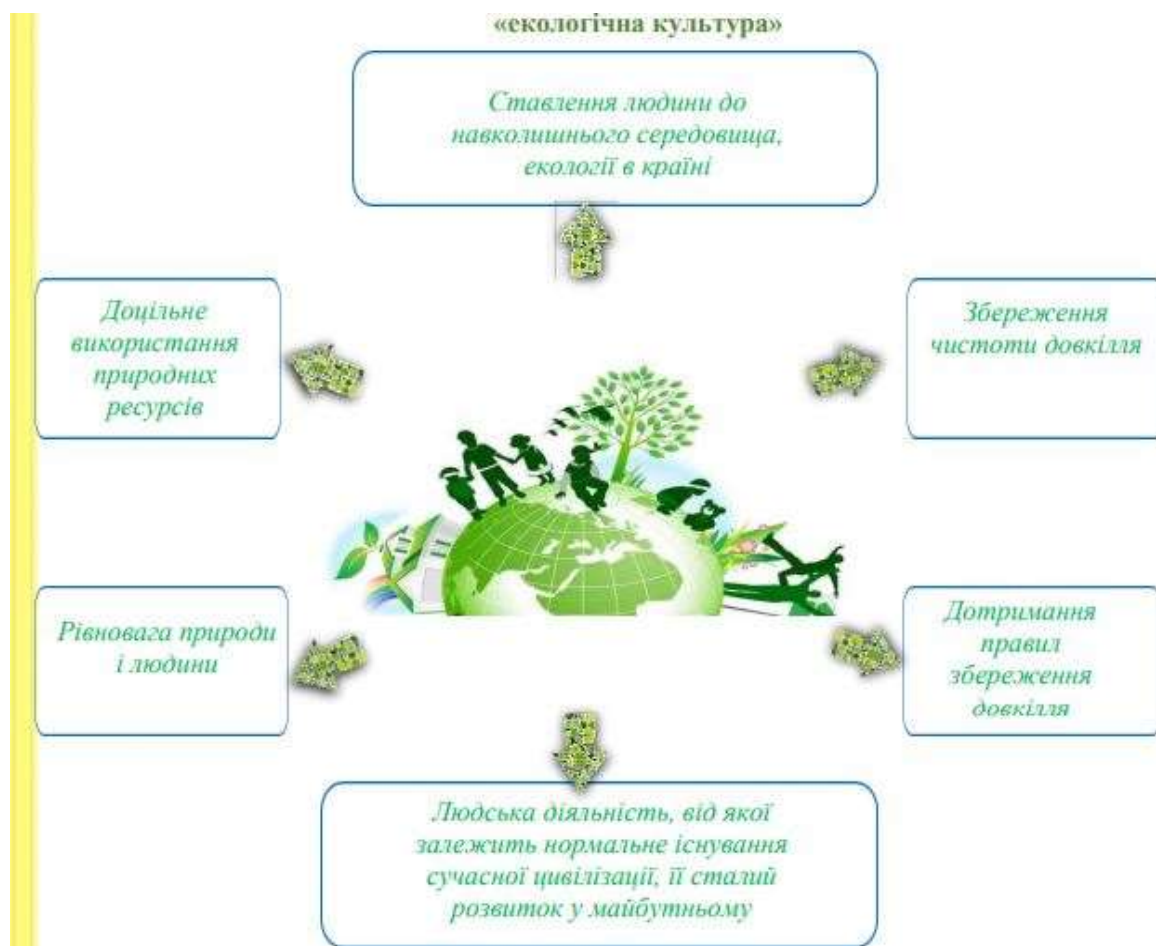 «екологічна культура»
Ставлення людини до
навколишнього середовища,
екології в країні
Доцільне
використання
природних
ресурсів
Збереження
чистоти довкілля
Рівновага природи
і людини
Дотримання
правил
збереження
довкілля
Людська діяльність, від якої
залежить нормальне існування
сучасної цивілізації, її сталий
розвиток у майбутньому